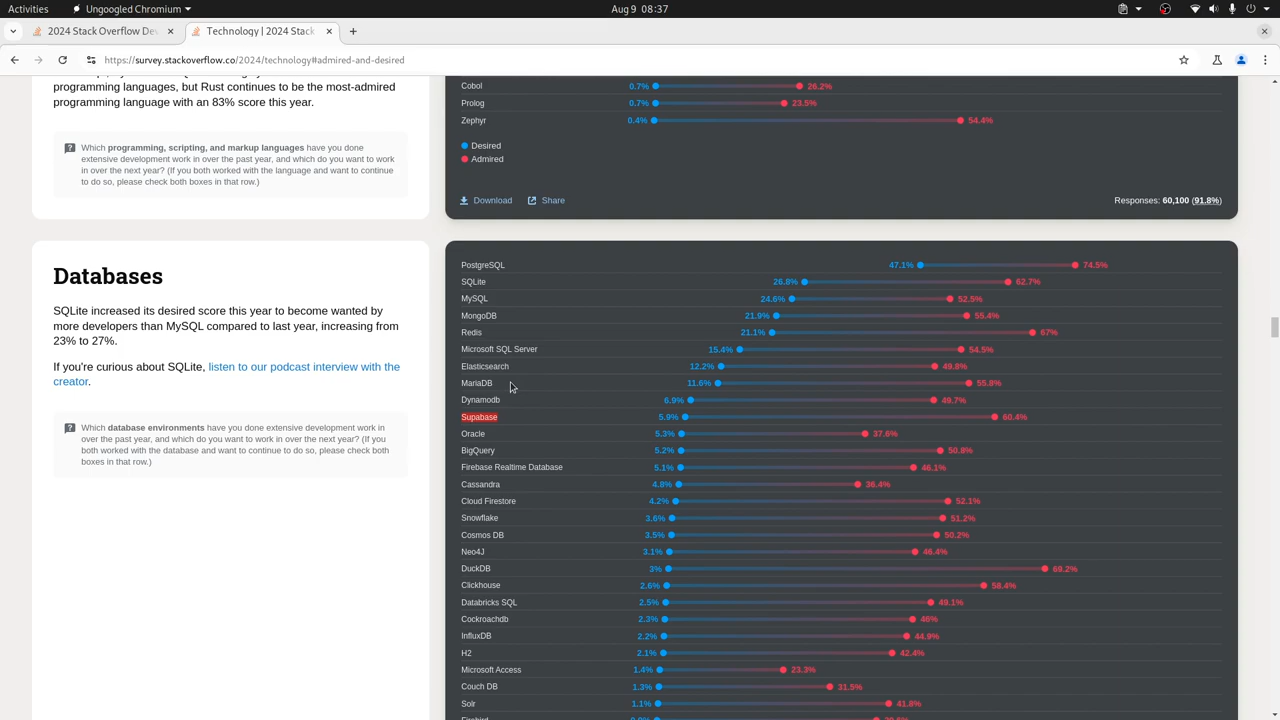 Activities
Ungoogled Chromium
Aug 9 08:37
2024 Stack Overflow Dev
Technology | 2024 Stack
https://survey.stackoverflow.co/2024/technology#admired-and-desired
programming languages, but Rust continues to be the most-admired
programming language with an 83% score this year.
Which programming, scripting, and markup languages have you done
extensive development work in over the past year, and which do you want to work
in over the next year? (If you both worked with the language and want to continue
to do so, please check both boxes in that row.)
Cobol 0.7% 26.2%
Prolog 0.7% 23.5%
Zephyr 0.4% 54.4%
Desired
Admired
Download Share Responses: 60,100 (91.8%)
Databases
SQLite increased its desired score this year to become wanted by
more developers than MySQL compared to last year, increasing from
23% to 27%.
If you're curious about SQLite, listen to our podcast interview with the
creator.
Which database environments have you done extensive development work in
over the past year, and which do you want to work in over the next year? (If you
both worked with the database and want to continue to do so, please check both
boxes in that row.)
PostgreSQL 47.1% 74.5%
SQLite 26.8% 62.7%
MySQL 24.6% 52.5%
MongoDB 21.9% 55.4%
Redis 21.1% 67%
Microsoft SQL Server 15.4% 54.5%
Elasticsearch 12.2% 49.8%
MariaDB 11.6% 55.8%
Dynamodb 6.9% 49.7%
Supabase 5.9% 60.4%
Oracle 5.3% 37.6%
BigQuery 5.2% 50.8%
Firebase Realtime Database 5.1% 46.1%
Cassandra 4.8% 36.4%
Cloud Firestore 4.2% 52.1%
Snowflake 3.6% 51.2%
Cosmos DB 3.5% 50.2%
Neo4J 3.1% 46.4%
DuckDB 3% 69.2%
Clickhouse 2.6% 58.4%
Databricks SQL 2.5% 49.1%
Cockroachdb 2.3% 46%
InfluxDB 2.2% 44.9%
H2 2.1% 42.4%
Microsoft Access 1.4% 23.3%
Couch DB 1.3% 31.5%
Solr 1.1% 41.8%